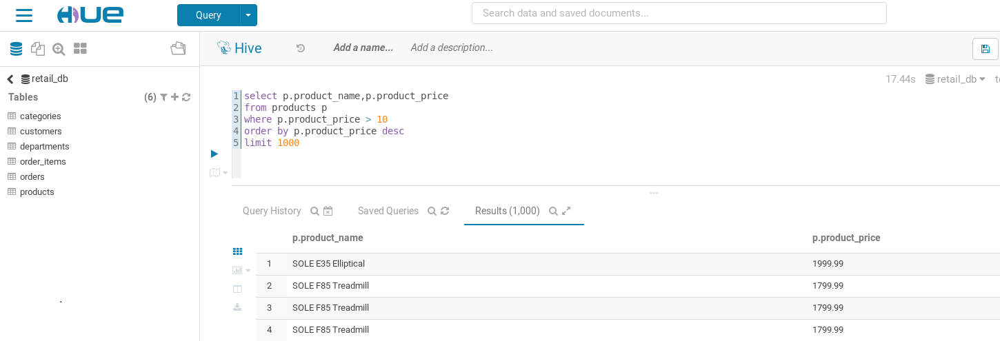 HUE
Query
Search data and saved documents...
Hive
Add a name...
Add a description...
retail_db
17.44s
retail_db
Tables
(6)
categories
customers
departments
order_items
orders
products
1 select p.product_name,p.product_price
2 from products p
3 where p.product_price > 10
4 order by p.product_price desc
5 limit 1000
Query History
Saved Queries
Results (1,000)
p.product_name p.product_price
1 SOLE E35 Elliptical 1999.99
2 SOLE F85 Treadmill 1799.99
3 SOLE F85 Treadmill 1799.99
4 SOLE F85 Treadmill 1799.99